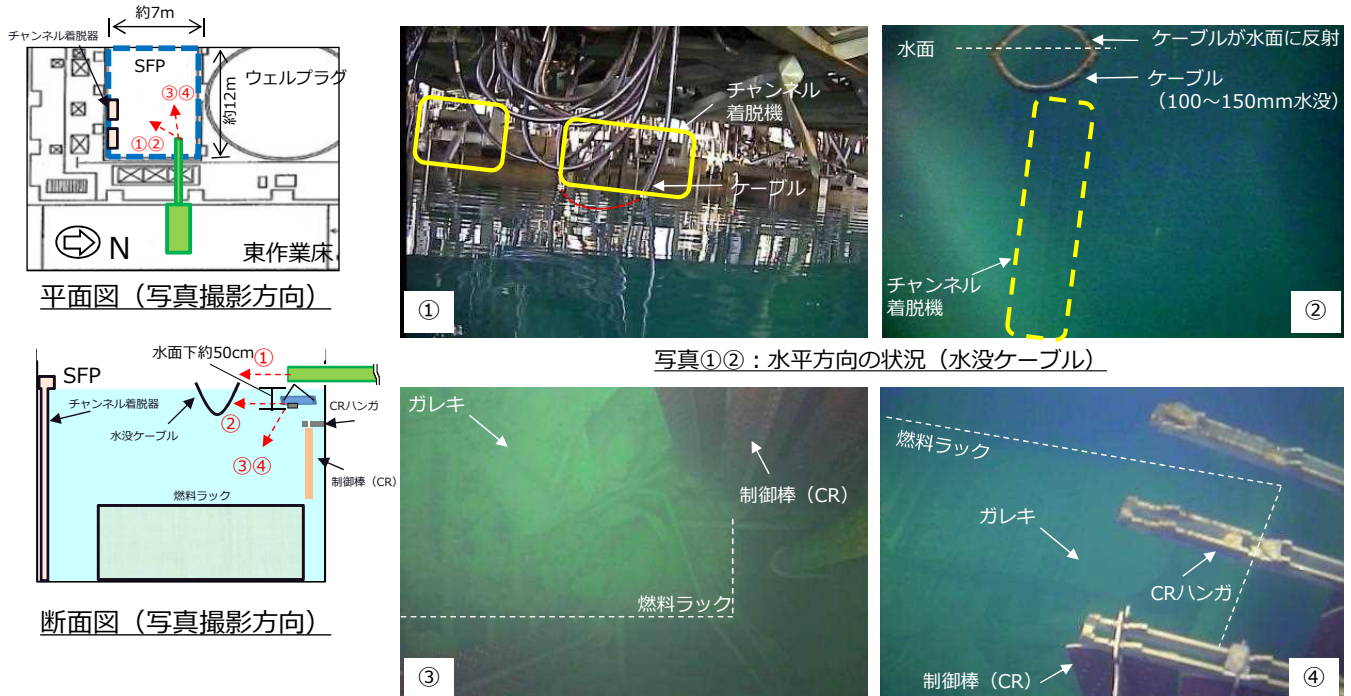 約7m
チャンネル着脱器
SFP
ウェルプラグ
約12m
③④
①②
N
東作業床
平面図（写真撮影方向）
水面下約50cm
①
SFP
チャンネル着脱器
CRハンガ
②
水没ケーブル
③④
制御棒（CR）
燃料ラック
断面図（写真撮影方向）
チャンネル
着脱機
ケーブル
①
水面
ケーブルが水面に反射
ケーブル
（100～150mm水没）
チャンネル
着脱機
②
写真①②：水平方向の状況（水没ケーブル）
ガレキ
制御棒（CR）
燃料ラック
③
燃料ラック
ガレキ
CRハンガ
制御棒（CR）
④